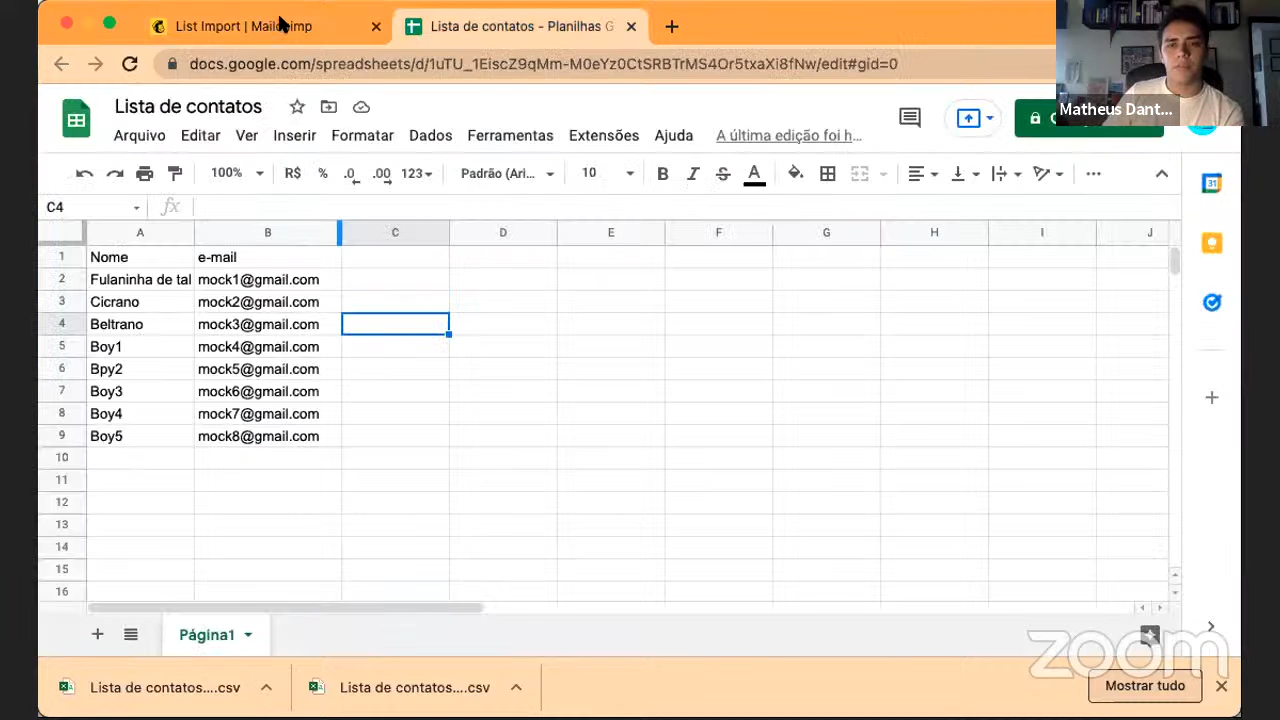 List Import | Mailchimp
Lista de contatos - Planilhas G
docs.google.com/spreadsheets/d/1uTU_1EiscZ9qMm-M0eYz0CtSRBTrMS4Or5txaXi8fNw/edit#gid=0
Matheus Dant...
Lista de contatos
Arquivo Editar Ver Inserir Formatar Dados Ferramentas Extensões Ajuda A última edição foi h...
100% R$ % .0 .00 123 Padrão (Ari... 10 B I S A
C4 fx
A B C D E F G H I J
1 Nome e-mail
2 Fulaninha de tal mock1@gmail.com
3 Cicrano mock2@gmail.com
4 Beltrano mock3@gmail.com
5 Boy1 mock4@gmail.com
6 Bpy2 mock5@gmail.com
7 Boy3 mock6@gmail.com
8 Boy4 mock7@gmail.com
9 Boy5 mock8@gmail.com
10
11
12
13
14
15
16
31
Página1
zoom
Lista de contatos....csv
Lista de contatos....csv
Mostrar tudo